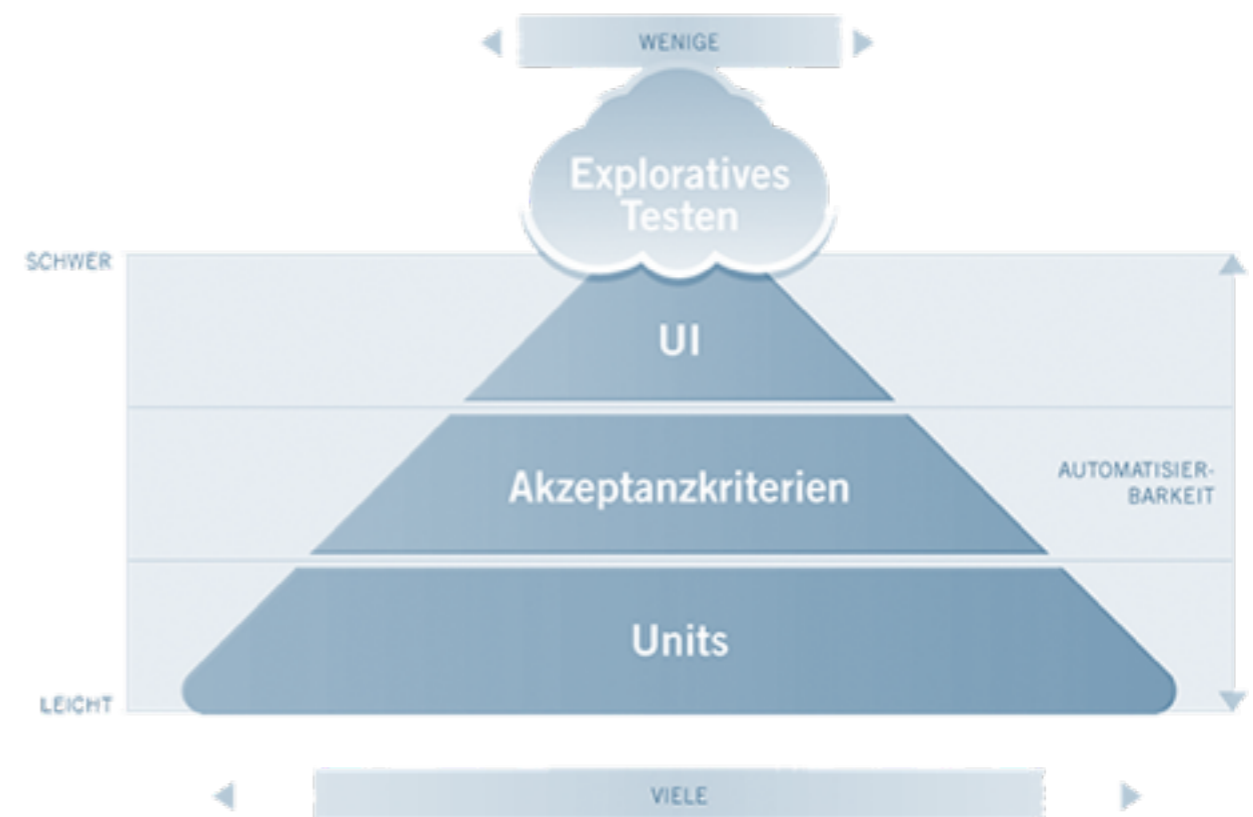 WENIGE
Exploratives
Testen
SCHWER
UI
Akzeptanzkriterien
AUTOMATISIER-
BARKEIT
Units
LEICHT
VIELE